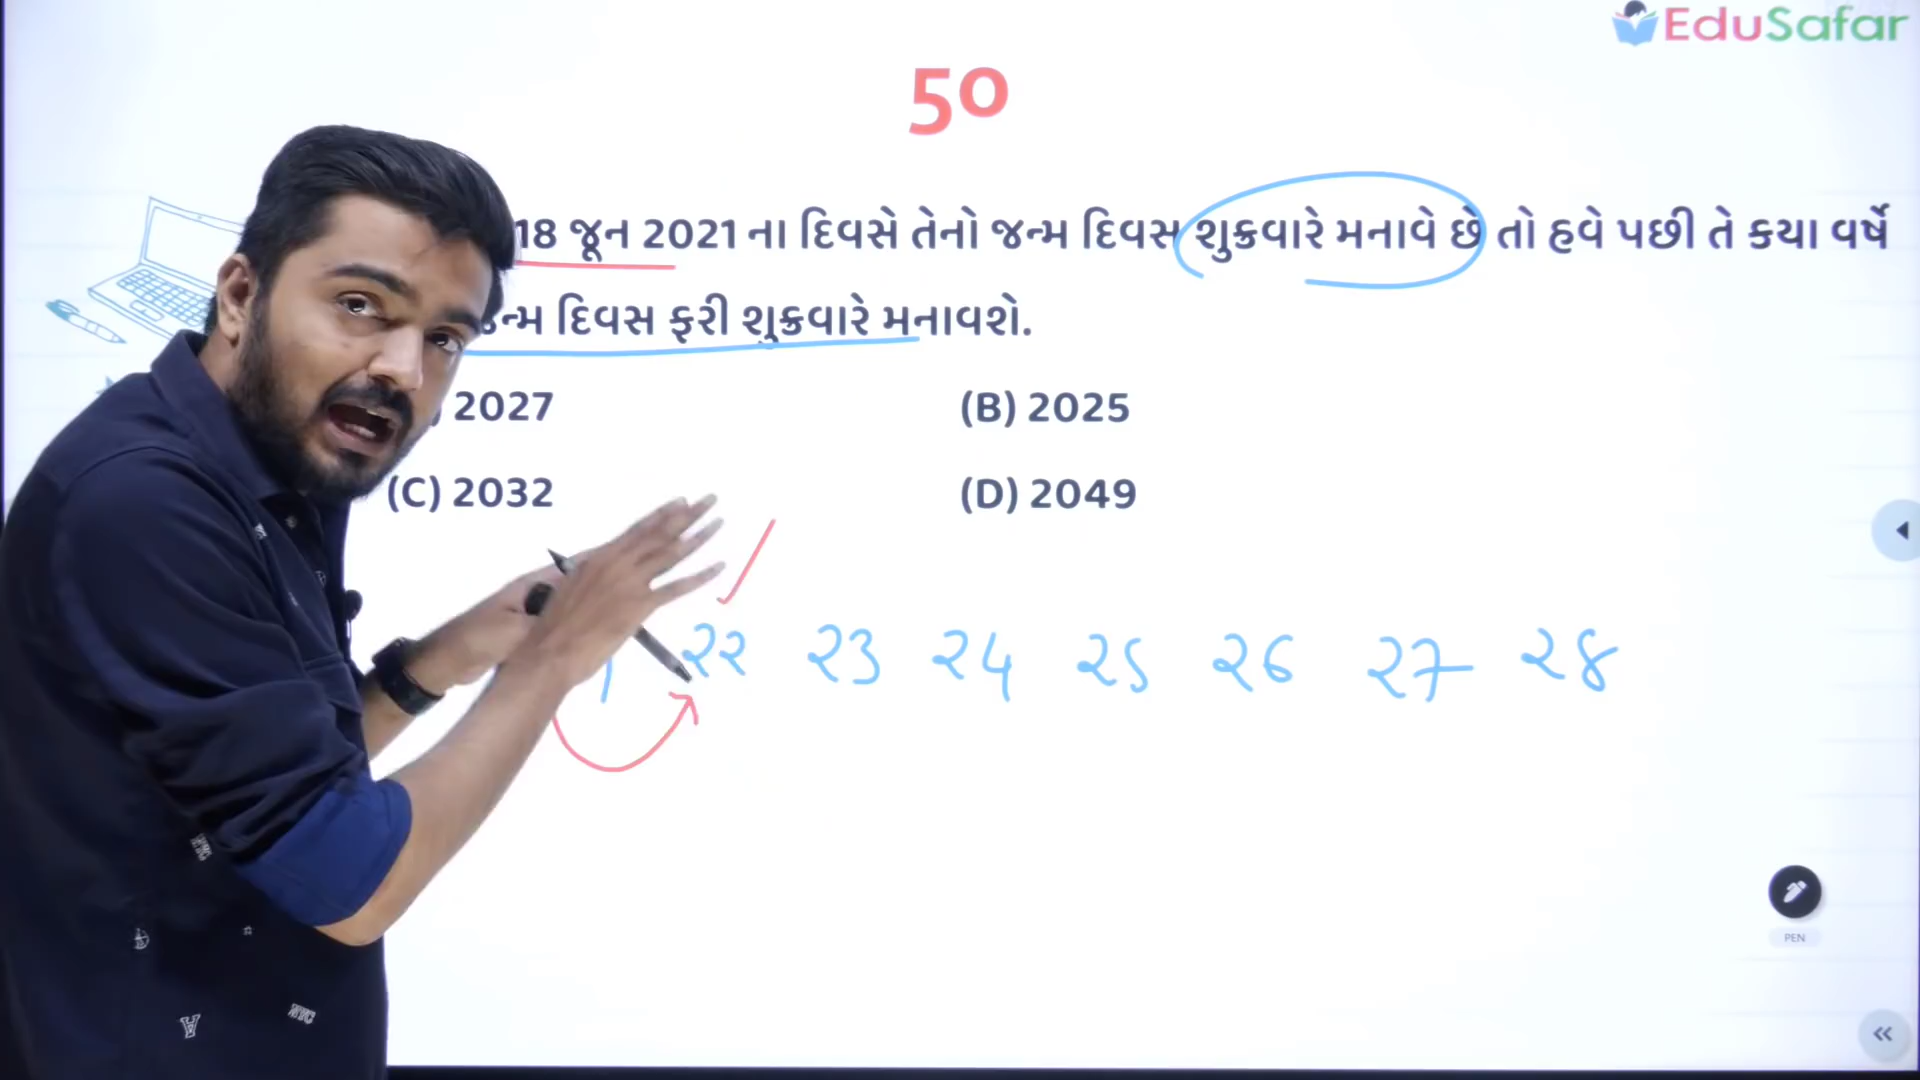 EduSafar
50
18 જૂન 2021 ના દિવસે તેનો જન્મ દિવસ શુક્રવારે મનાવે છે તો હવે પછી તે કયા વર્ષે
જન્મ દિવસ ફરી શુક્રવારે મનાવશે.
) 2027 (B) 2025
(C) 2032 (D) 2049
૨૨ ૨૩ ૨૪ ૨૫ ૨૬ ૨૭ ૨૮
PEN